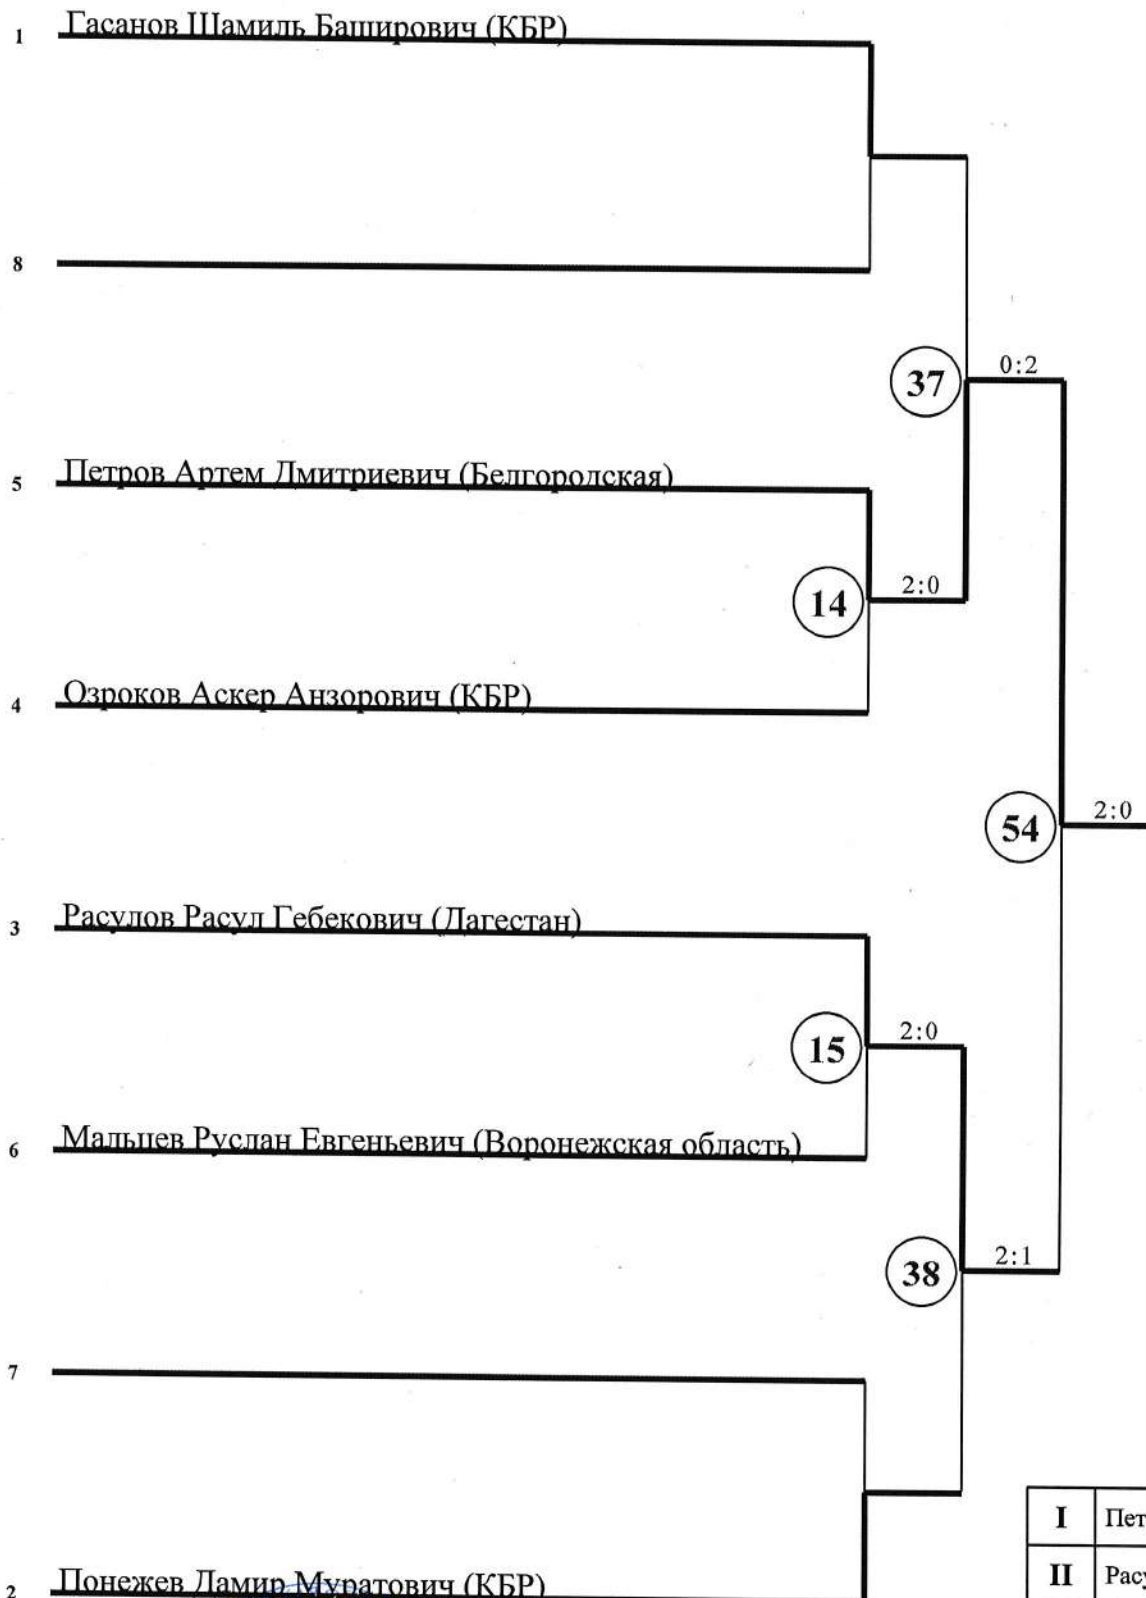 1 Гасанов Шамиль Баширович (КБР)
8
37 0:2
5 Петров Артем Дмитриевич (Белгородская)
14 2:0
4 Озроков Аскер Анзорович (КБР)
54 2:0
3 Расулов Расул Гебекович (Дагестан)
15 2:0
6 Мальцев Руслан Евгеньевич (Воронежская область)
38 2:1
7
I Пет
2 Понежев Дамир Муратович (КБР)
II Расу